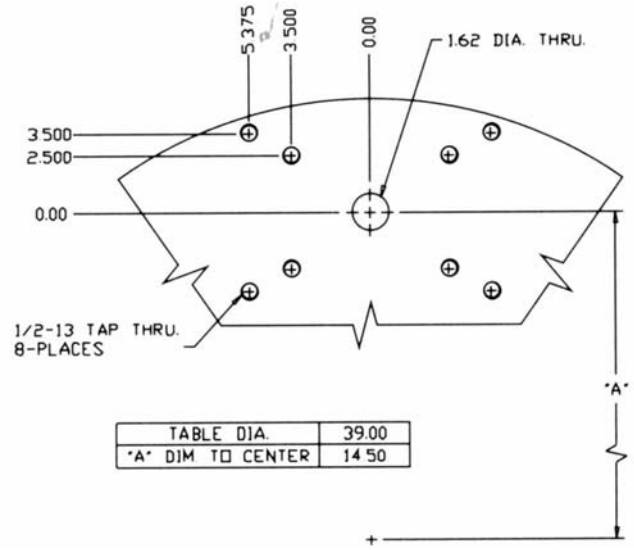 5.375
3.500
0.00
1.62 DIA. THRU.
3.500
2.500
0.00
1/2-13 TAP THRU.
8-PLACES
"A"
TABLE DIA. 39.00
"A" DIM. TO CENTER 14.50